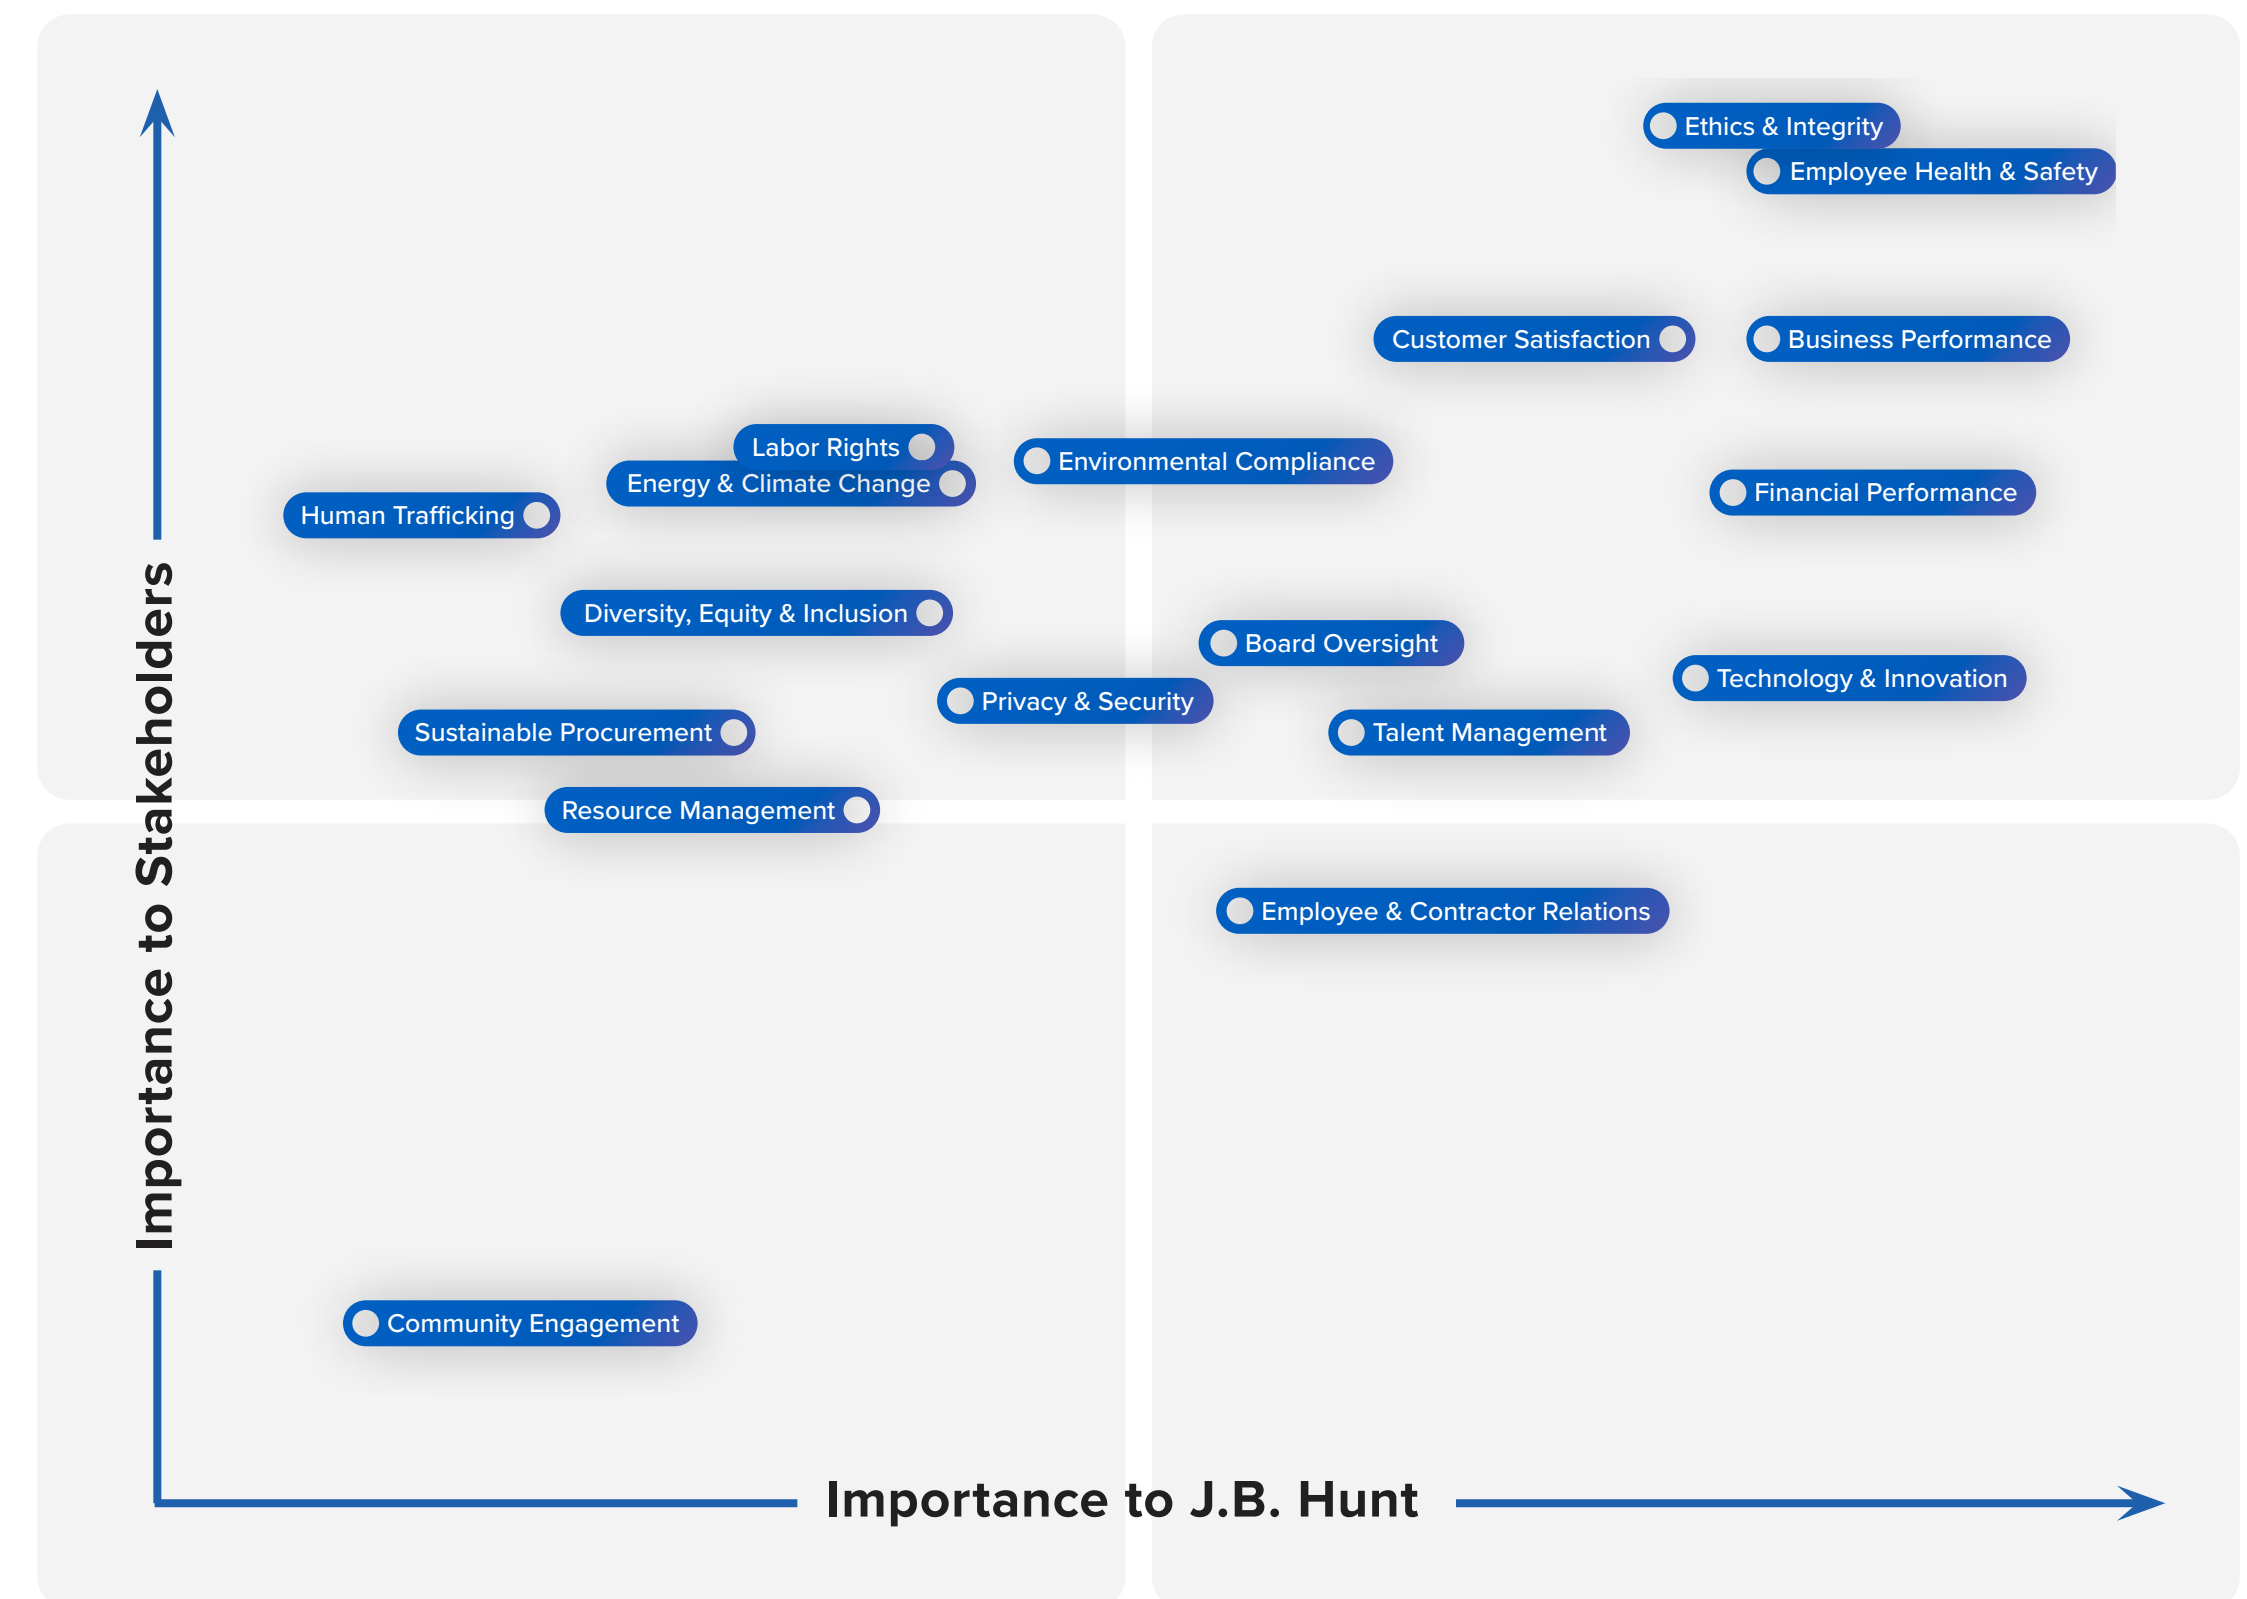 Ethics & Integrity
Employee Health & Safety
Customer Satisfaction
Business Performance
Labor Rights
Environmental Compliance
Energy & Climate Change
Financial Performance
Human Trafficking
Diversity, Equity & Inclusion
Board Oversight
Technology & Innovation
Privacy & Security
Sustainable Procurement
Talent Management
Resource Management
Employee & Contractor Relations
Community Engagement
Importance to Stakeholders
Importance to J.B. Hunt